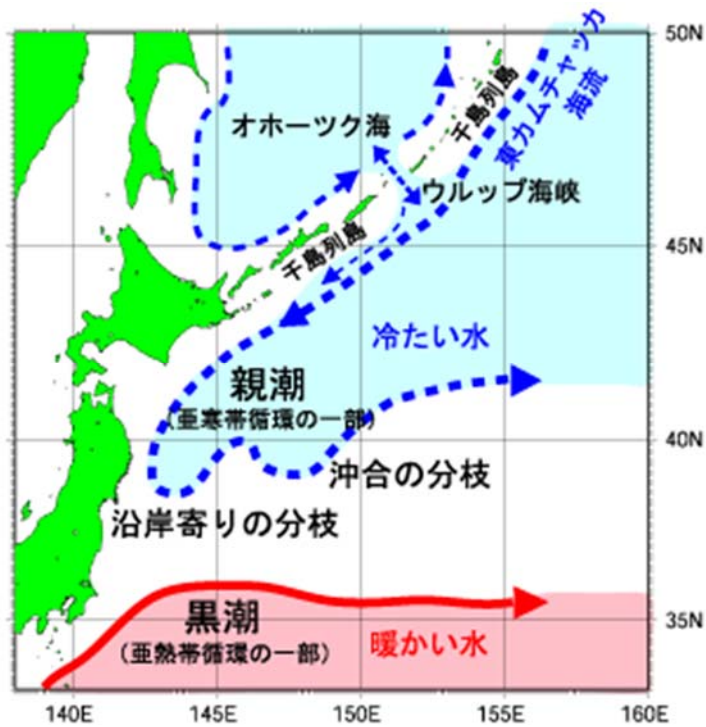 50N
東カムチャッカ
海流
千島列島
オホーツク海
ウルップ海峡
45N
千島列島
冷たい水
親潮
(亜寒帯循環の一部)
40N
沖合の分枝
沿岸寄りの分枝
35N
黒潮
(亜熱帯循環の一部)
暖かい水
140E
145E
150E
155E
160E